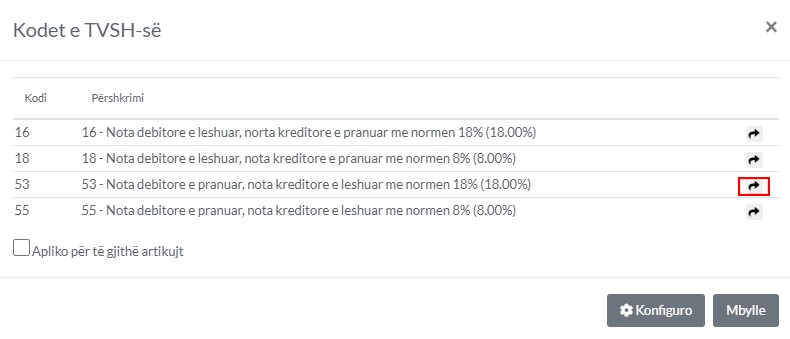 Kodet e TVSH-së ×
Kodi Përshkrimi
16 16 - Nota debitore e leshuar, norta kreditore e pranuar me normen 18% (18.00%)
18 18 - Nota debitore e leshuar, nota kreditore e pranuar me normen 8% (8.00%)
53 53 - Nota debitore e pranuar, nota kreditore e leshuar me normen 18% (18.00%)
55 55 - Nota debitore e pranuar, nota kreditore e leshuar me normen 8% (8.00%)
Apliko për të gjithë artikujt
Konfiguro Mbylle